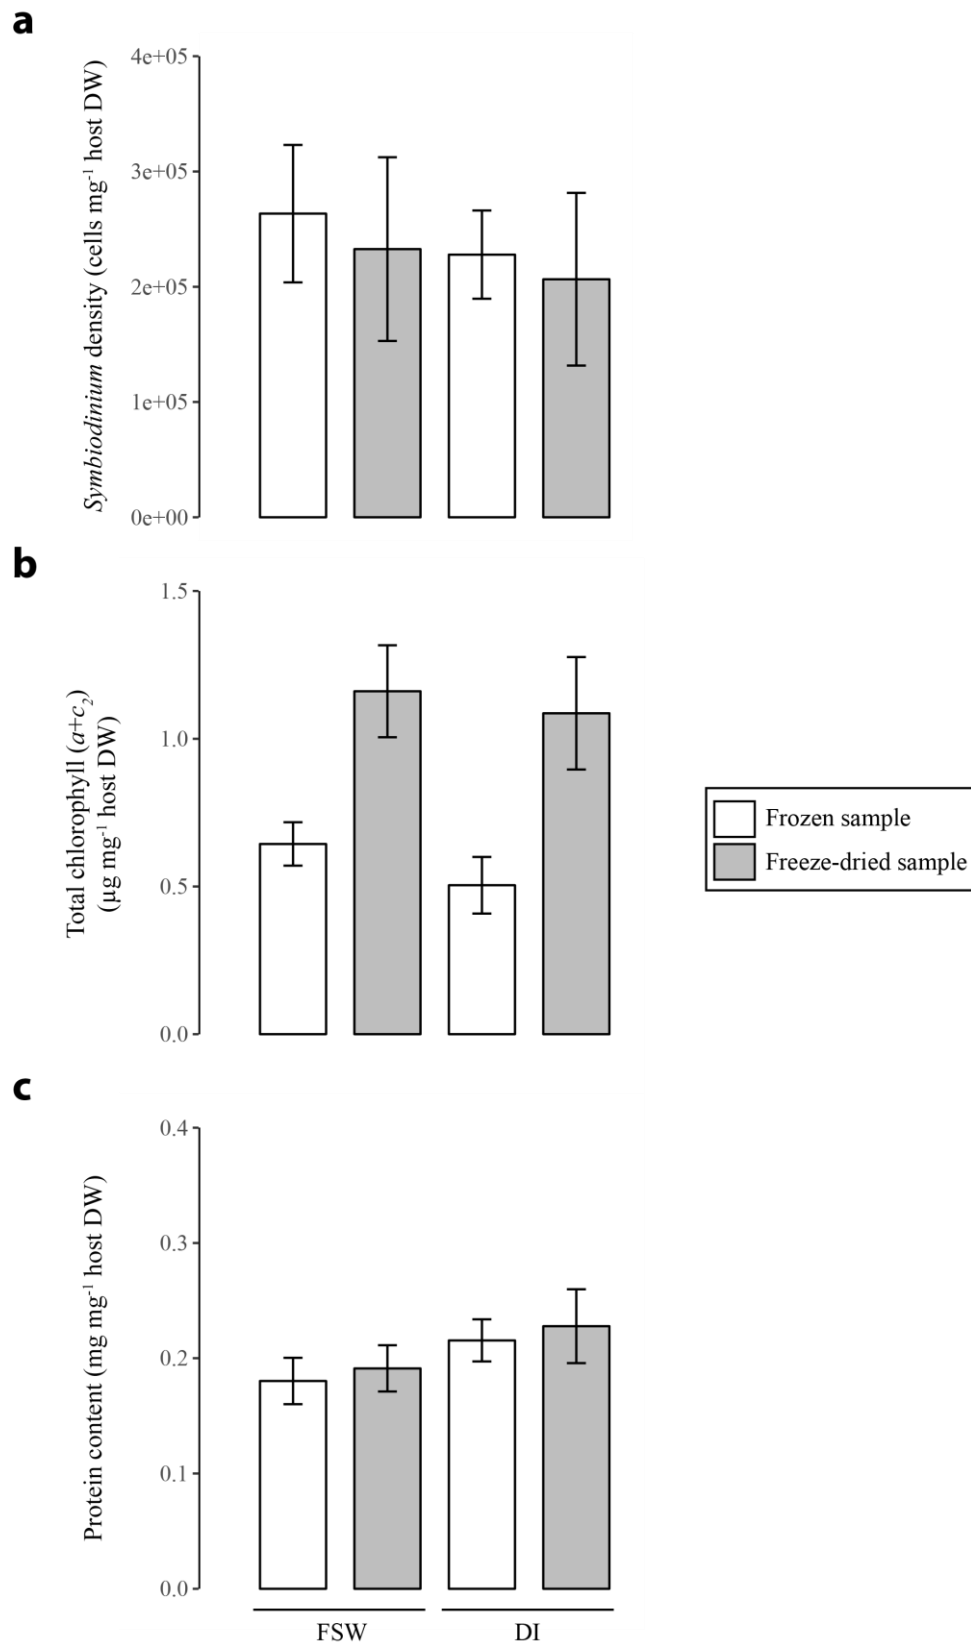 a
Symbiodinium density (cells mg⁻¹ host DW)
4e+05
3e+05
2e+05
1e+05
0e+00
b
Total chlorophyll (a+c₂)
(μg mg⁻¹ host DW)
1.5
1.0
0.5
0.0
Frozen sample
Freeze-dried sample
c
Protein content (mg mg⁻¹ host DW)
0.4
0.3
0.2
0.1
0.0
FSW DI